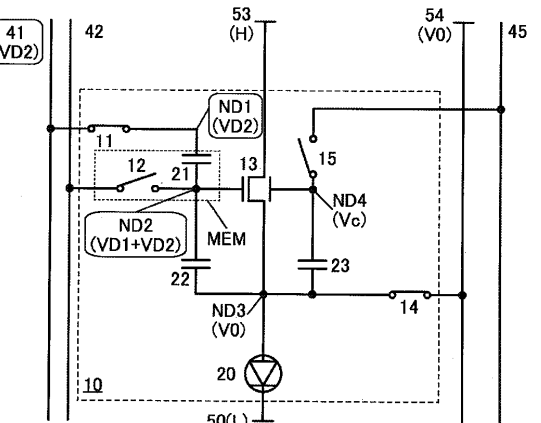 41
(VD2)
42
53
(H)
54
(V0)
45
ND1
(VD2)
11
12
21
13
15
ND2
(VD1+VD2)
MEM
ND4
(Vc)
22
23
ND3
(V0)
14
20
10
50(L)